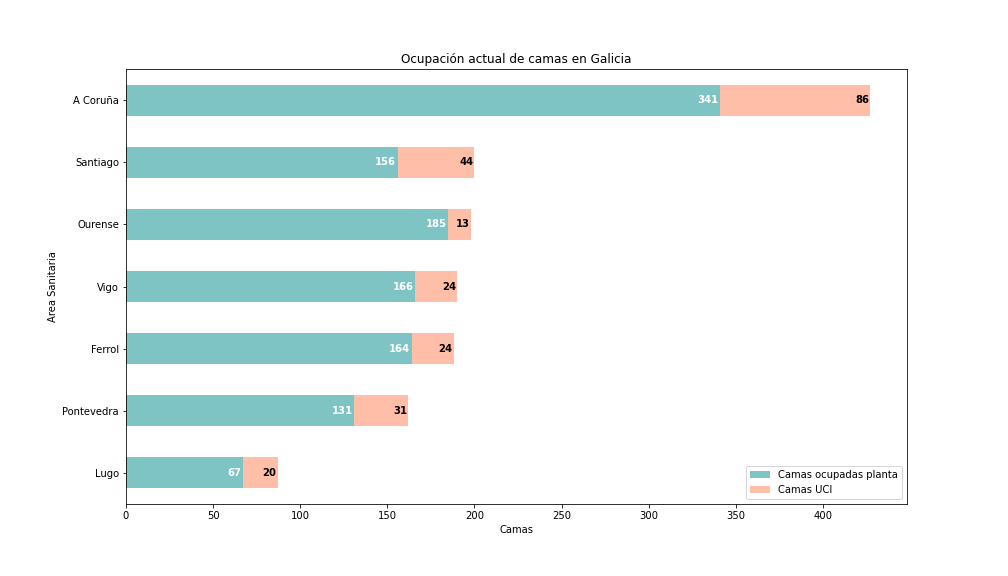 Ocupación actual de camas en Galicia
A Coruña 341 86
Santiago 156 44
Ourense 185 13
Vigo 166 24
Ferrol 164 24
Pontevedra 131 31
Lugo 67 20
Area Sanitaria
Camas ocupadas planta
Camas UCI
0 50 100 150 200 250 300 350 400
Camas